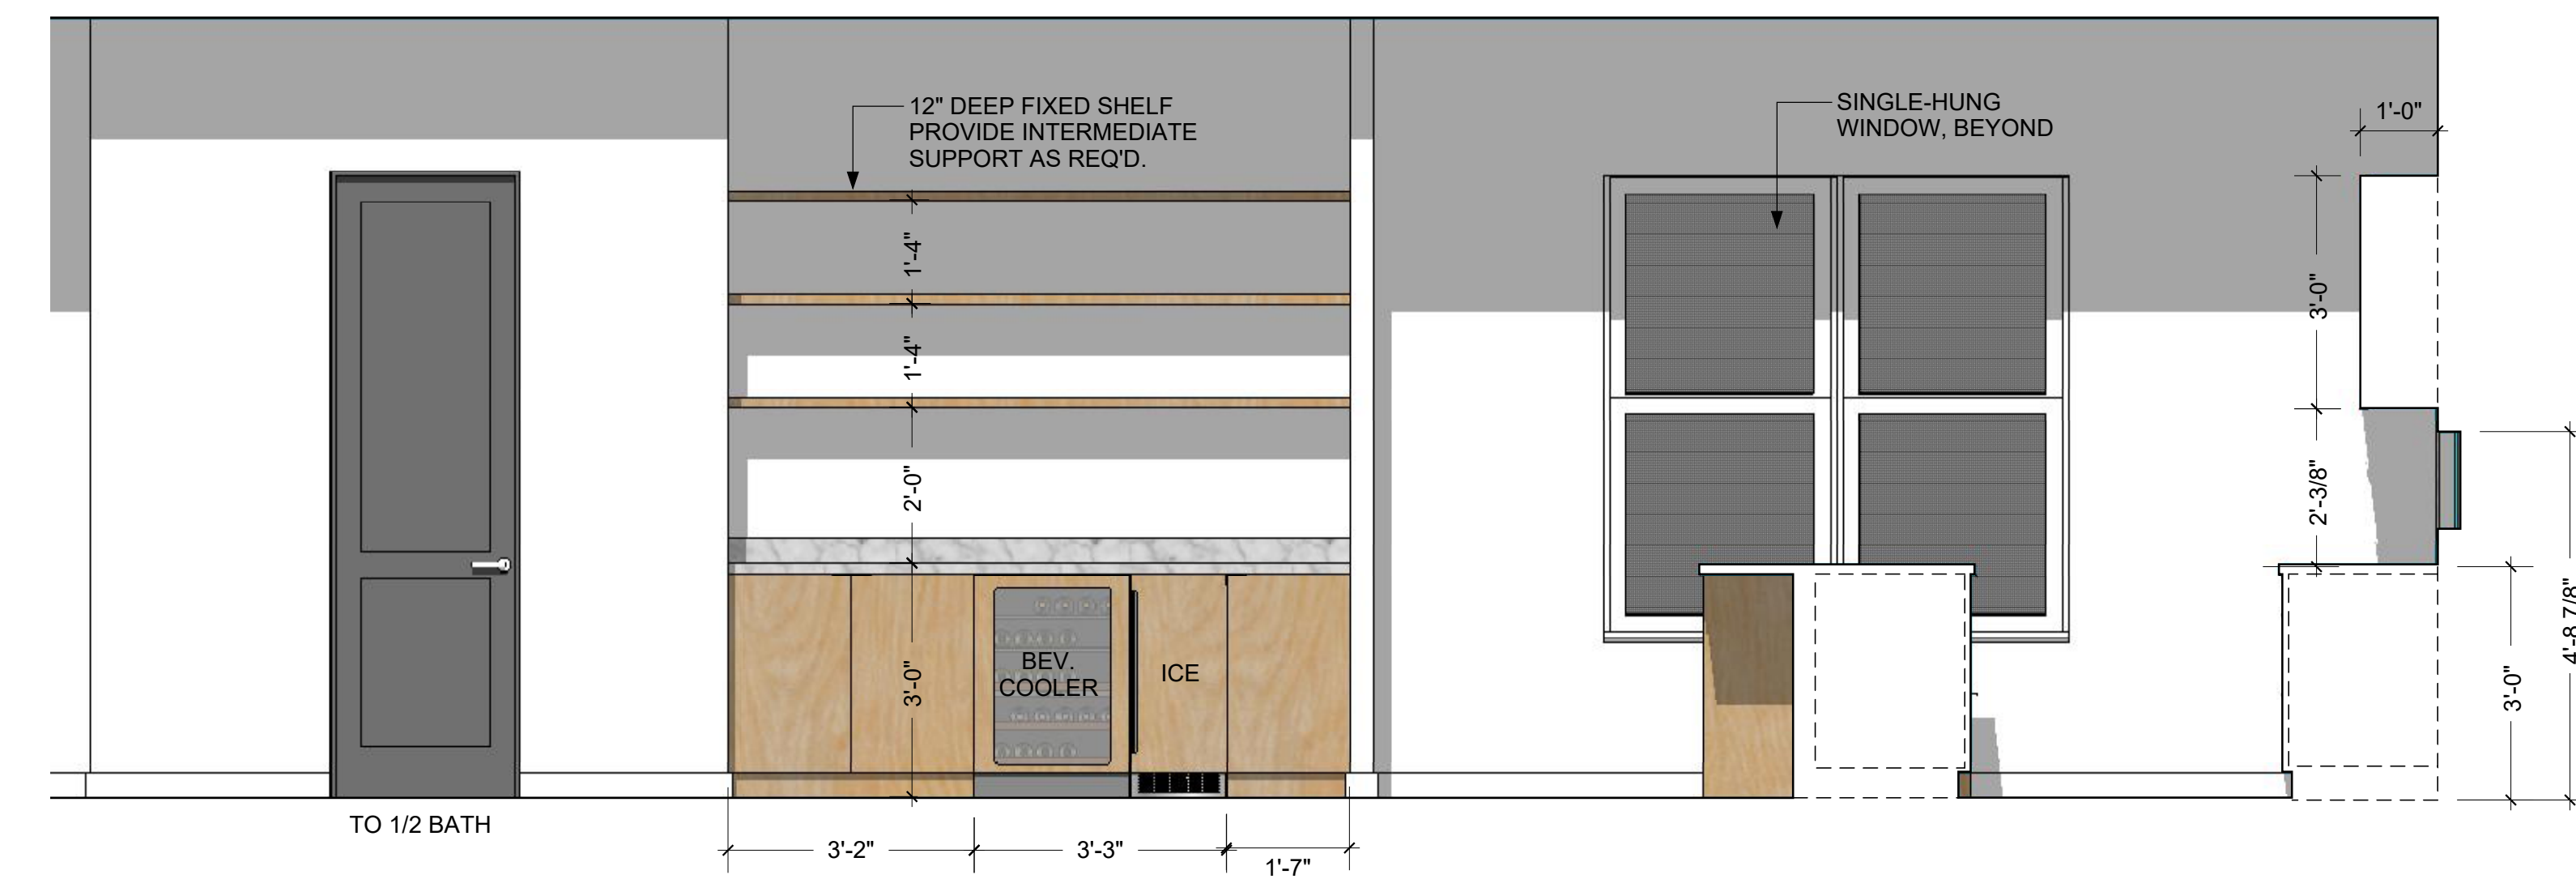 12" DEEP FIXED SHELF
PROVIDE INTERMEDIATE
SUPPORT AS REQ'D.
SINGLE-HUNG
WINDOW, BEYOND
1'-0"
1'-4"
1'-4"
2'-0"
3'-0"
BEV.
COOLER
ICE
3'-0"
2'-3/8"
3'-0"
4'-8 7/8"
TO 1/2 BATH
3'-2"
3'-3"
1'-7"